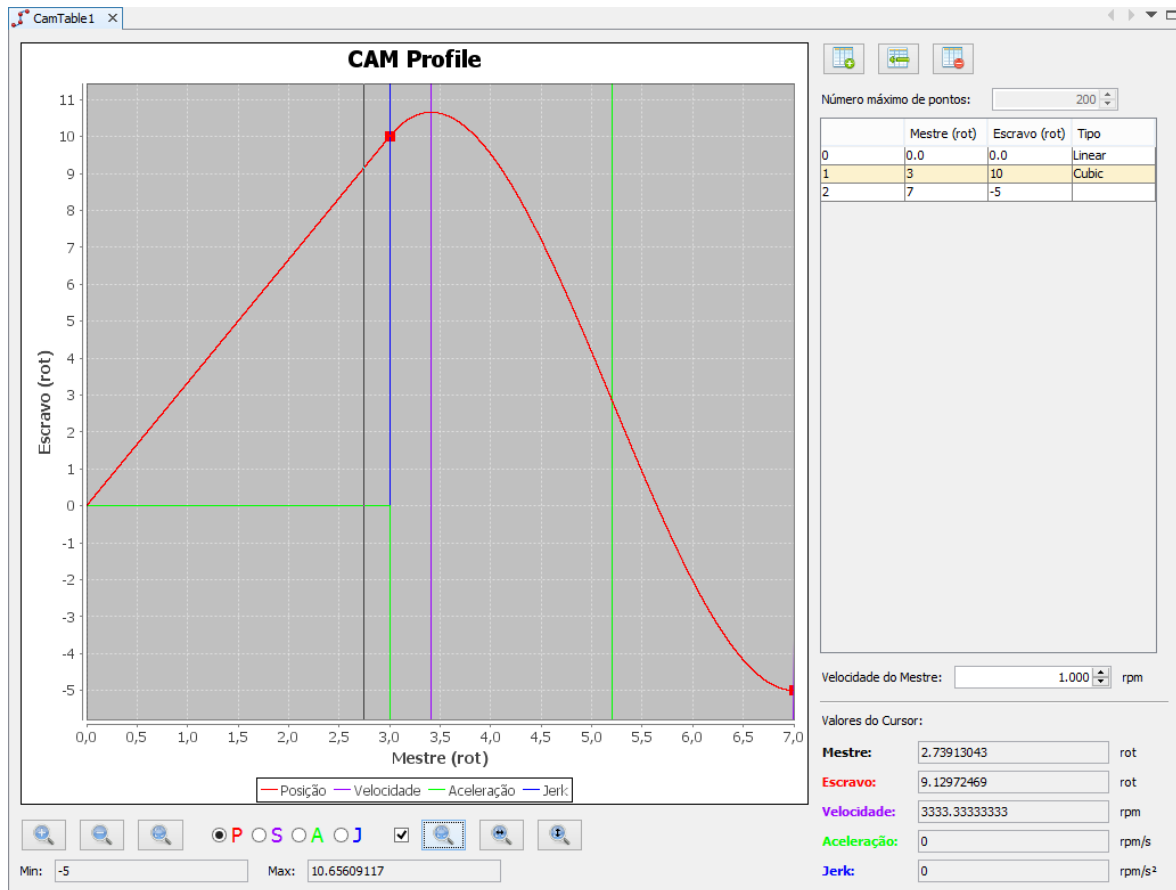 CamTable1
CAM Profile
Número máximo de pontos: 200
Mestre (rot) Escravo (rot) Tipo
0 0.0 0.0 Linear
1 3 10 Cubic
2 7 -5
11
10
9
8
7
6
5
4
3
2
1
0
-1
-2
-3
-4
-5
Escravo (rot)
0,0 0,5 1,0 1,5 2,0 2,5 3,0 3,5 4,0 4,5 5,0 5,5 6,0 6,5 7,0
Mestre (rot)
Posição Velocidade Aceleração Jerk
Velocidade do Mestre: 1.000 rpm
Valores do Cursor:
Mestre: 2.73913043 rot
Escravo: 9.12972469 rot
Velocidade: 3333.33333333 rpm
Aceleração: 0 rpm/s
Jerk: 0 rpm/s²
P S A J
Min: -5 Max: 10.65609117